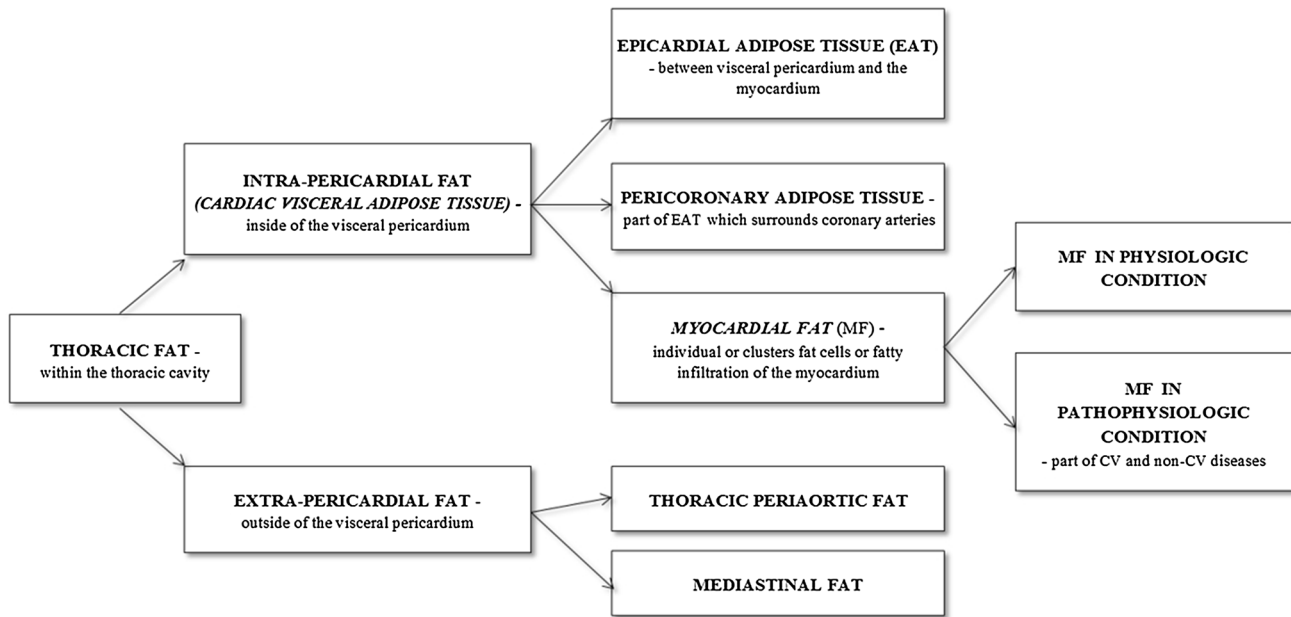 THORACIC FAT -
within the thoracic cavity
INTRA-PERICARDIAL FAT
(CARDIAC VISCERAL ADIPOSE TISSUE) -
inside of the visceral pericardium
EXTRA-PERICARDIAL FAT -
outside of the visceral pericardium
EPICARDIAL ADIPOSE TISSUE (EAT)
- between visceral pericardium and the
myocardium
PERICORONARY ADIPOSE TISSUE -
part of EAT which surrounds coronary arteries
MYOCARDIAL FAT (MF) -
individual or clusters fat cells or fatty
infiltration of the myocardium
THORACIC PERIAORTIC FAT
MEDIASTINAL FAT
MF IN PHYSIOLOGIC
CONDITION
MF IN
PATHOPHYSIOLOGIC
CONDITION
- part of CV and non-CV diseases